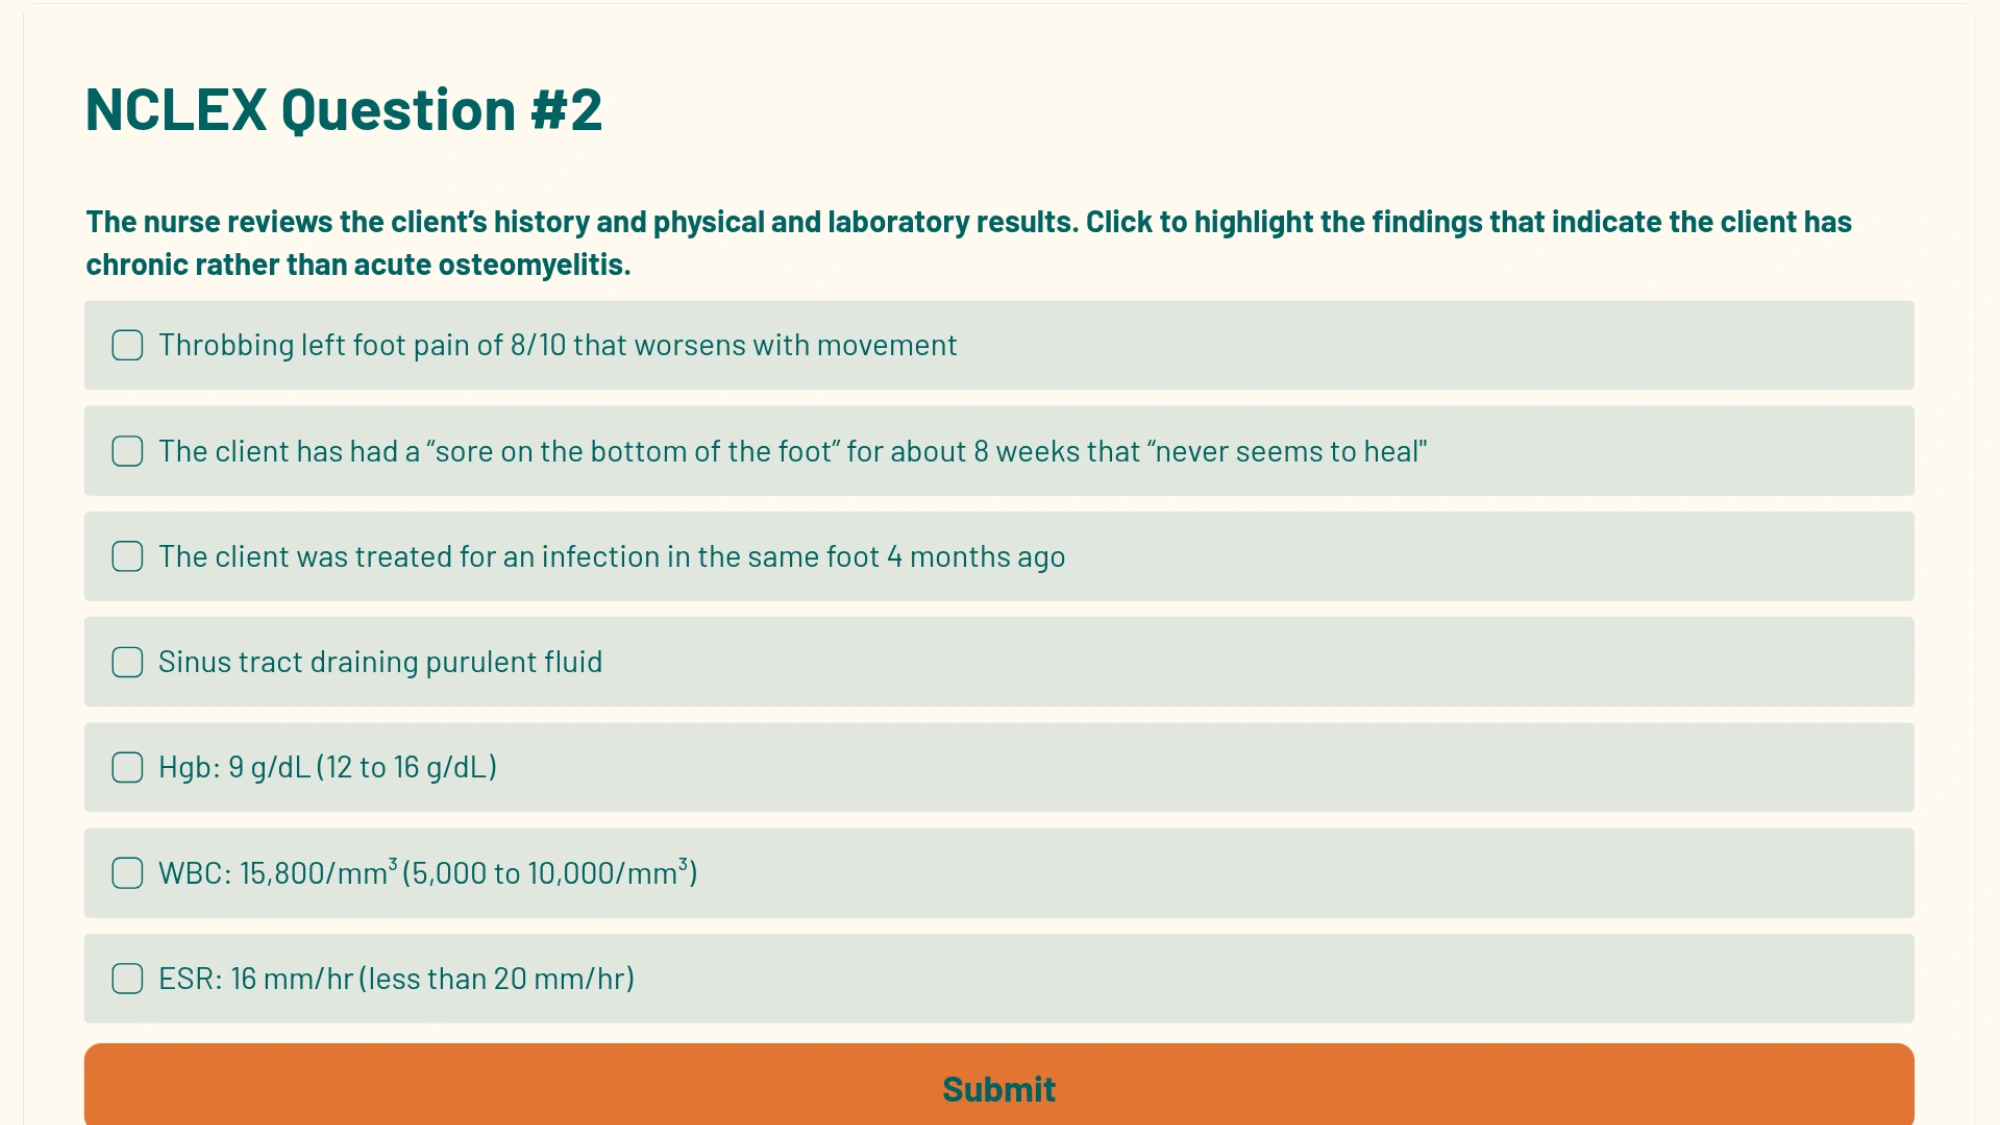 NCLEX Question #2
The nurse reviews the client’s history and physical and laboratory results. Click to highlight the findings that indicate the client has
chronic rather than acute osteomyelitis.
Throbbing left foot pain of 8/10 that worsens with movement
The client has had a “sore on the bottom of the foot” for about 8 weeks that “never seems to heal"
The client was treated for an infection in the same foot 4 months ago
Sinus tract draining purulent fluid
Hgb: 9 g/dL (12 to 16 g/dL)
WBC: 15,800/mm³ (5,000 to 10,000/mm³)
ESR: 16 mm/hr (less than 20 mm/hr)
Submit